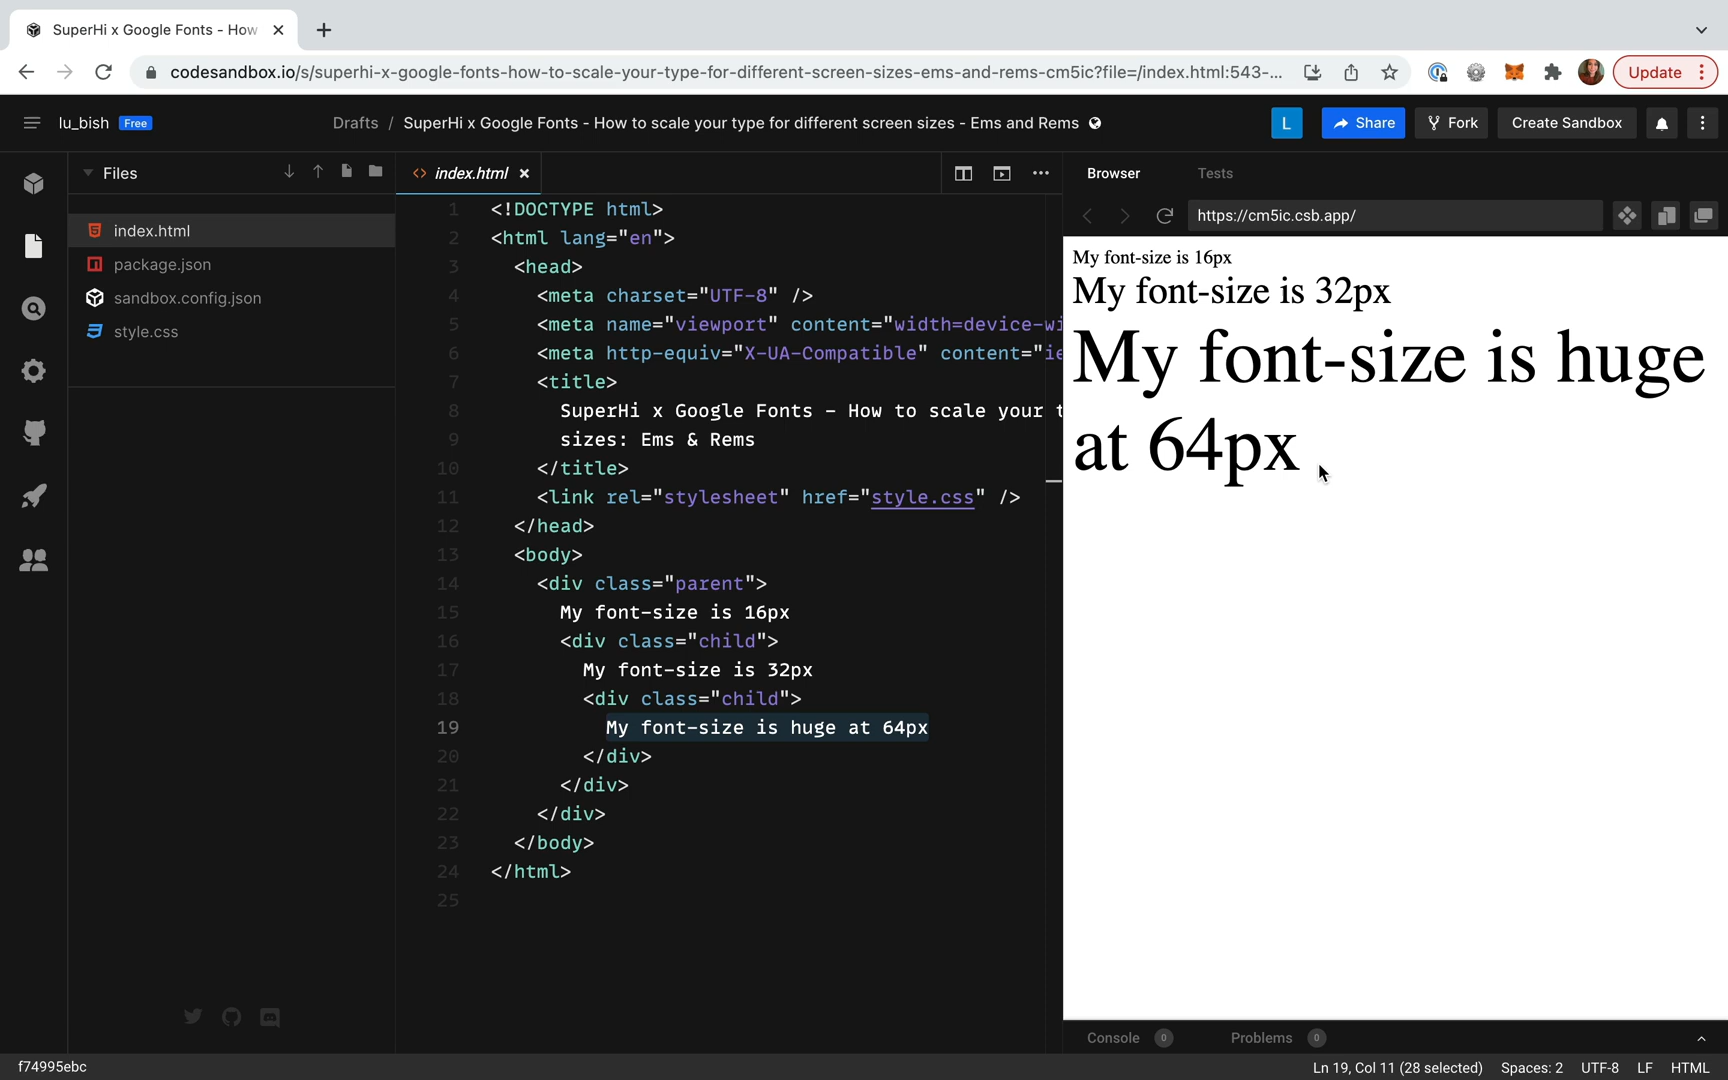 SuperHi x Google Fonts - How
codesandbox.io/s/superhi-x-google-fonts-how-to-scale-your-type-for-different-screen-sizes-ems-and-rems-cm5ic?file=/index.html:543-...
Update
lu_bish Free
Drafts / SuperHi x Google Fonts - How to scale your type for different screen sizes - Ems and Rems
L
Share
Fork
Create Sandbox
Files
index.html
package.json
sandbox.config.json
style.css
index.html
1 <!DOCTYPE html>
2 <html lang="en">
3 <head>
4 <meta charset="UTF-8" />
5 <meta name="viewport" content="width=device-wi
6 <meta http-equiv="X-UA-Compatible" content="ie
7 <title>
8 SuperHi x Google Fonts - How to scale your t
9 sizes: Ems & Rems
10 </title>
11 <link rel="stylesheet" href="style.css" />
12 </head>
13 <body>
14 <div class="parent">
15 My font-size is 16px
16 <div class="child">
17 My font-size is 32px
18 <div class="child">
19 My font-size is huge at 64px
20 </div>
21 </div>
22 </div>
23 </body>
24 </html>
25
Browser
Tests
https://cm5ic.csb.app/
My font-size is 16px
My font-size is 32px
My font-size is huge
at 64px
Console 0
Problems 0
f74995ebc
Ln 19, Col 11 (28 selected) Spaces: 2 UTF-8 LF HTML